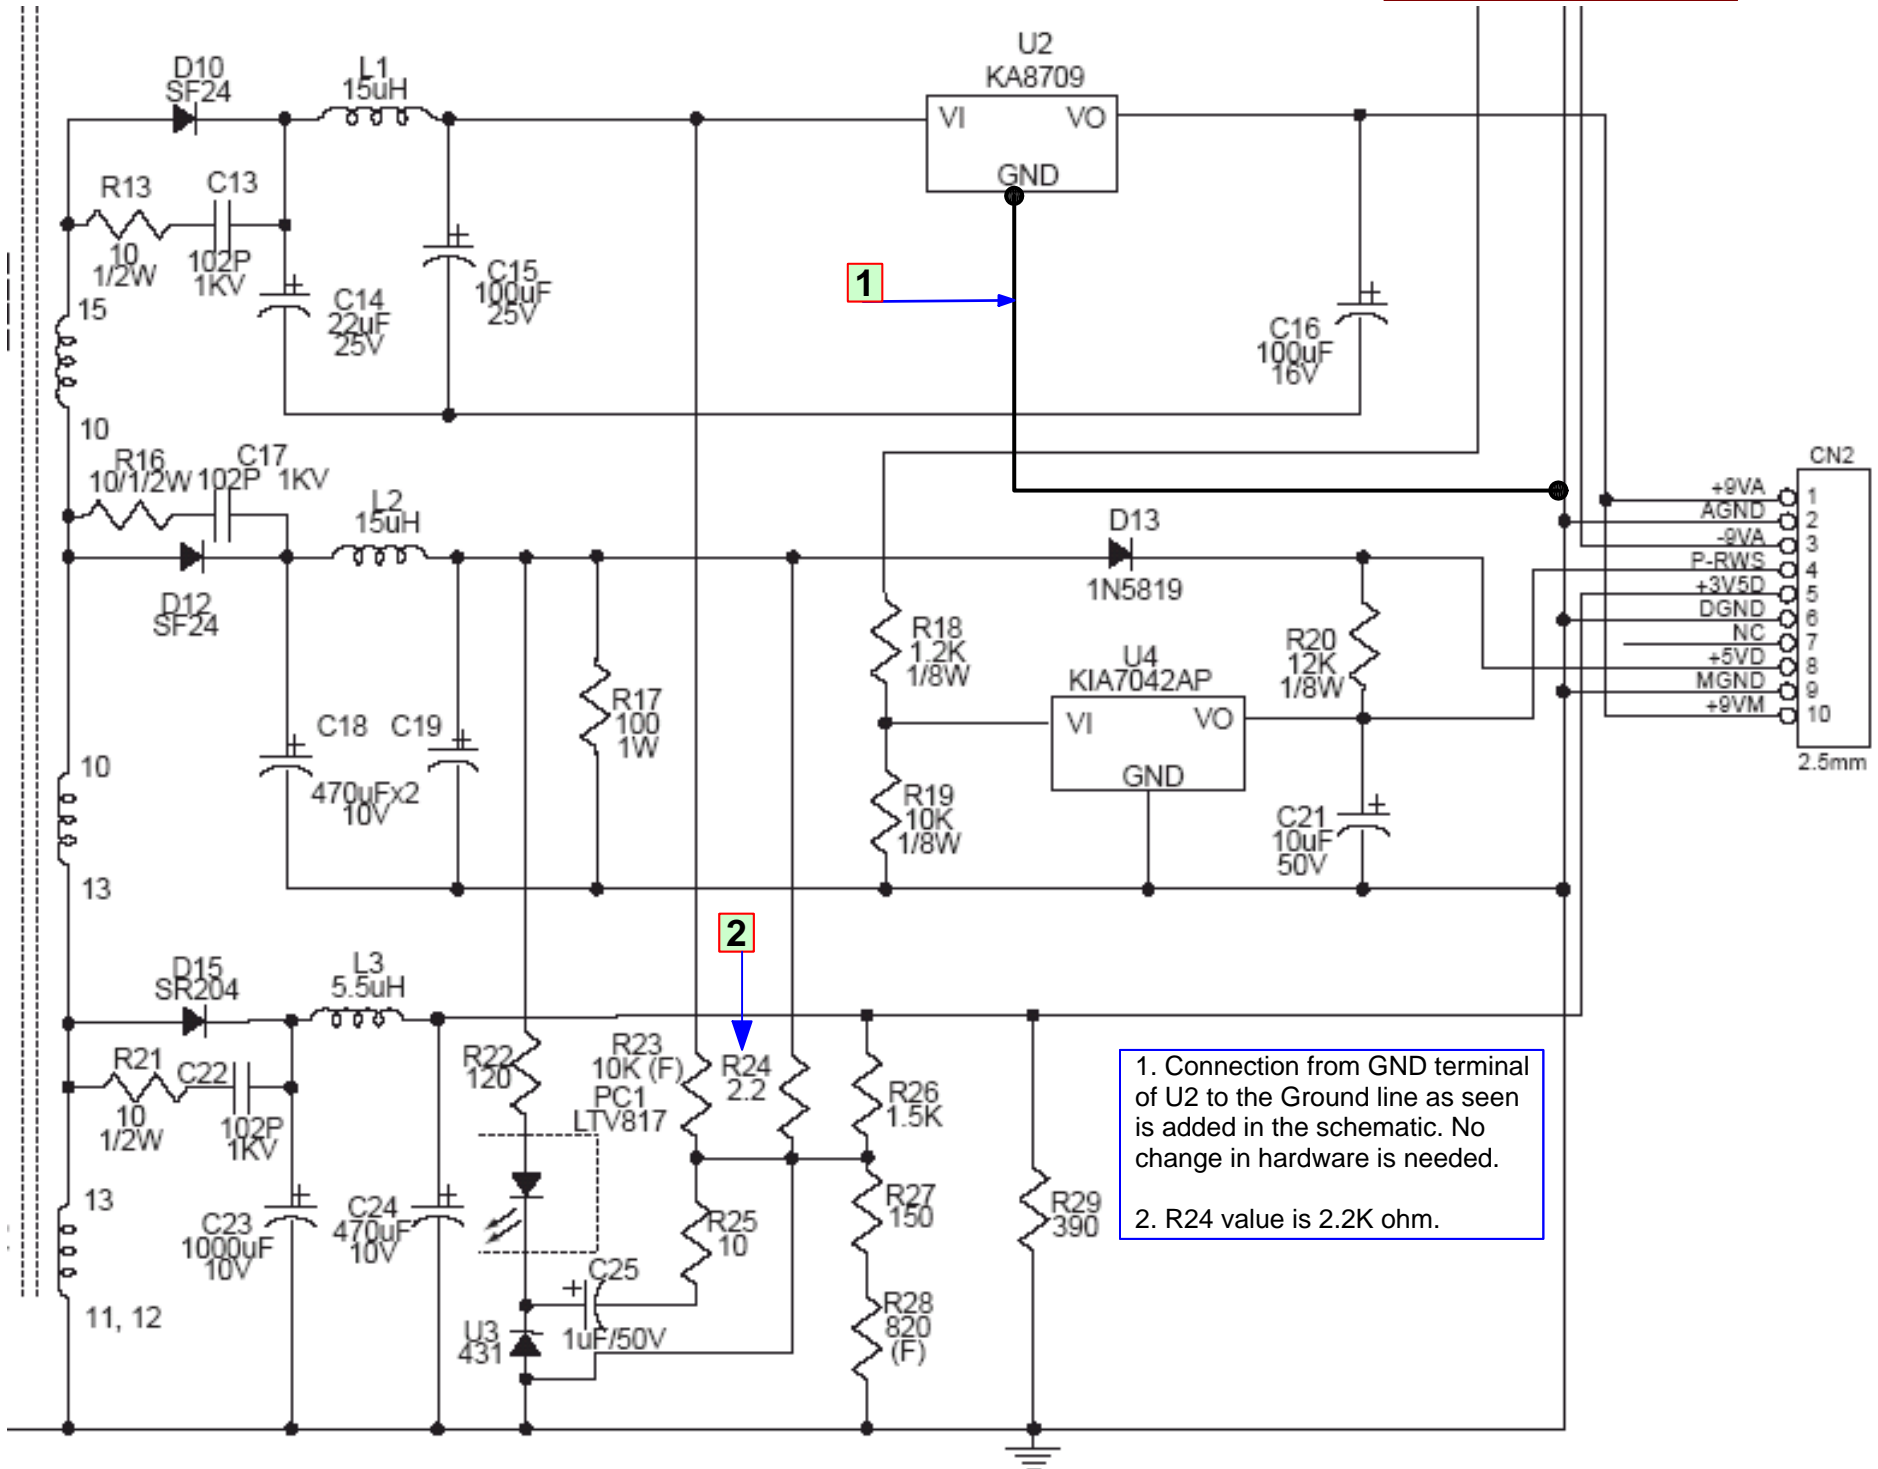 U2
KA8709
VI
VO
GND
D10
SF24
L1
15uH
R13
10
1/2W
C13
102P
1KV
15
C14
22uF
25V
C15
100uF
25V
1
C16
100uF
16V
10
R16
10/1/2W
C17
102P 1KV
L2
15uH
D12
SF24
D13
1N5819
CN2
+9VA 1
AGND 2
-9VA 3
P-RWS 4
+3V5D 5
DGND 6
NC 7
+5VD 8
MGND 9
+9VM 10
2.5mm
R18
1.2K
1/8W
U4
KIA7042AP
VI
VO
GND
R20
12K
1/8W
R17
100
1W
C18
C19
470uFx2
10V
10
R19
10K
1/8W
C21
10uF
50V
13
2
D15
SR204
L3
5.5uH
R21
10
1/2W
C22
102P
1KV
R22
120
R23
10K (F)
PC1
LTV817
R24
2.2
R26
1.5K
13
C23
1000uF
10V
C24
470uF
10V
R25
10
R27
150
R29
390
C25
1uF/50V
R28
820
(F)
U3
431
11, 12
1. Connection from GND terminal
of U2 to the Ground line as seen
is added in the schematic. No
change in hardware is needed.
2. R24 value is 2.2K ohm.